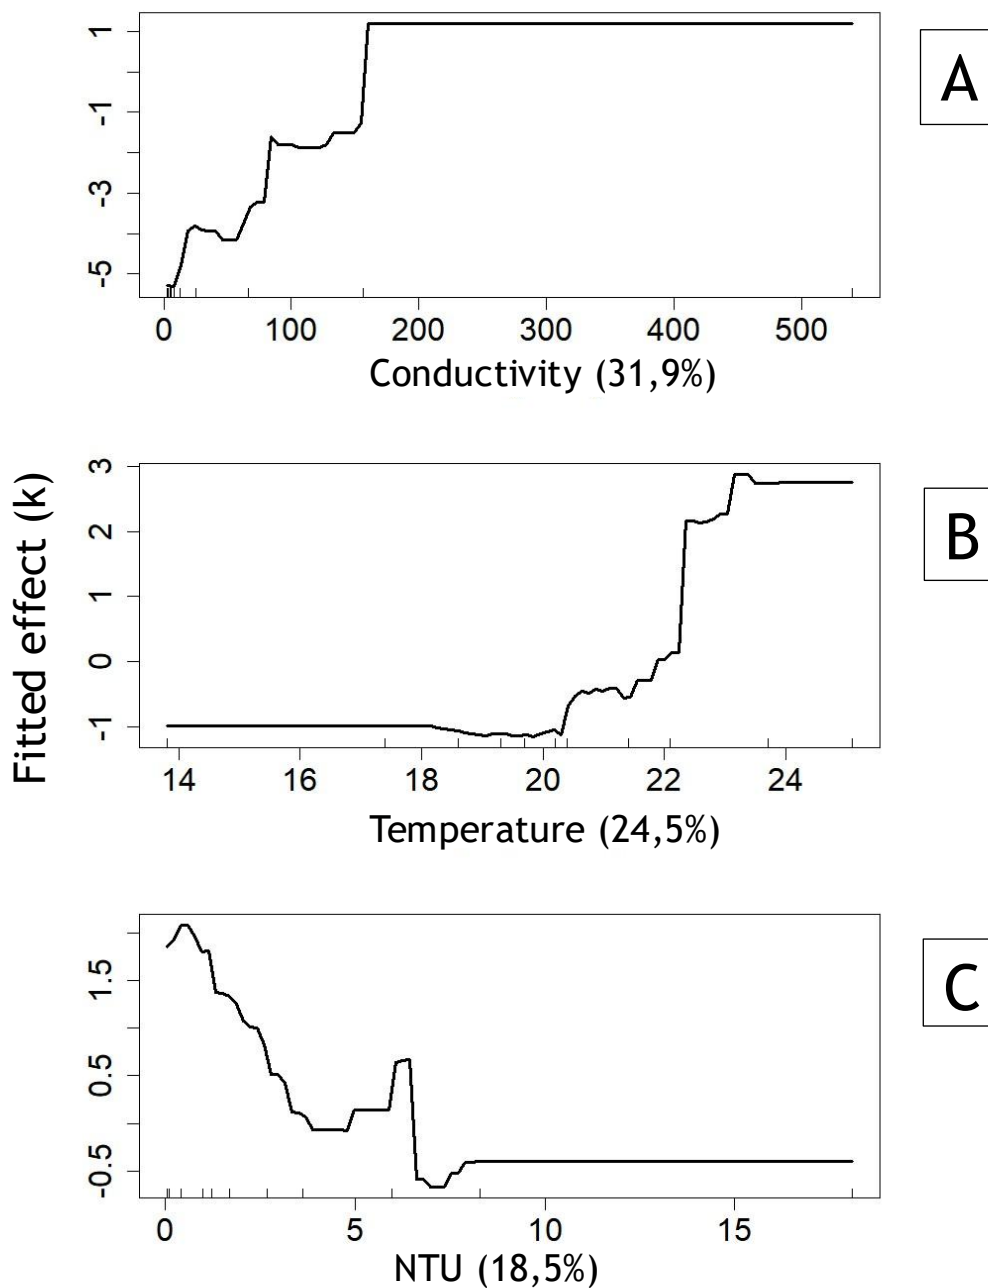 1
-1
-3
-5
A
0 100 200 300 400 500
Conductivity (31,9%)
Fitted effect (k)
3
2
1
0
-1
B
14 16 18 20 22 24
Temperature (24,5%)
1.5
0.5
-0.5
C
0 5 10 15
NTU (18,5%)